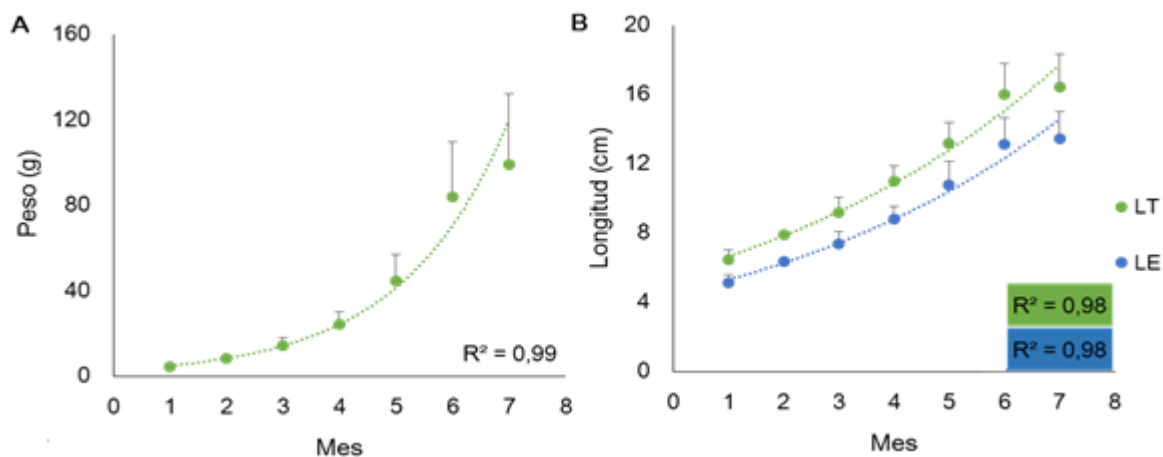 A
160
120
80
40
0
Peso (g)
R² = 0,99
0 1 2 3 4 5 6 7 8
Mes
B
20
16
12
8
4
0
Longitud (cm)
LT
LE
R² = 0,98
R² = 0,98
0 1 2 3 4 5 6 7 8
Mes